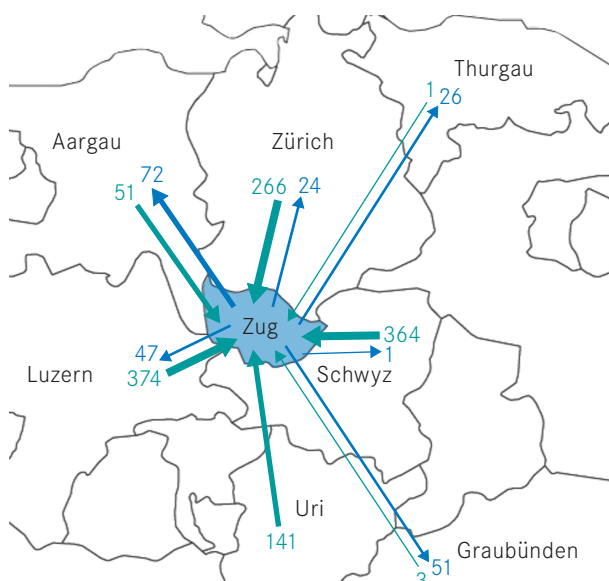 Thurgau
1 26
Aargau
Zürich
72
51
266 24
Zug
47
364
1
Luzern
374
Schwyz
Uri
141
51
Graubünden
3